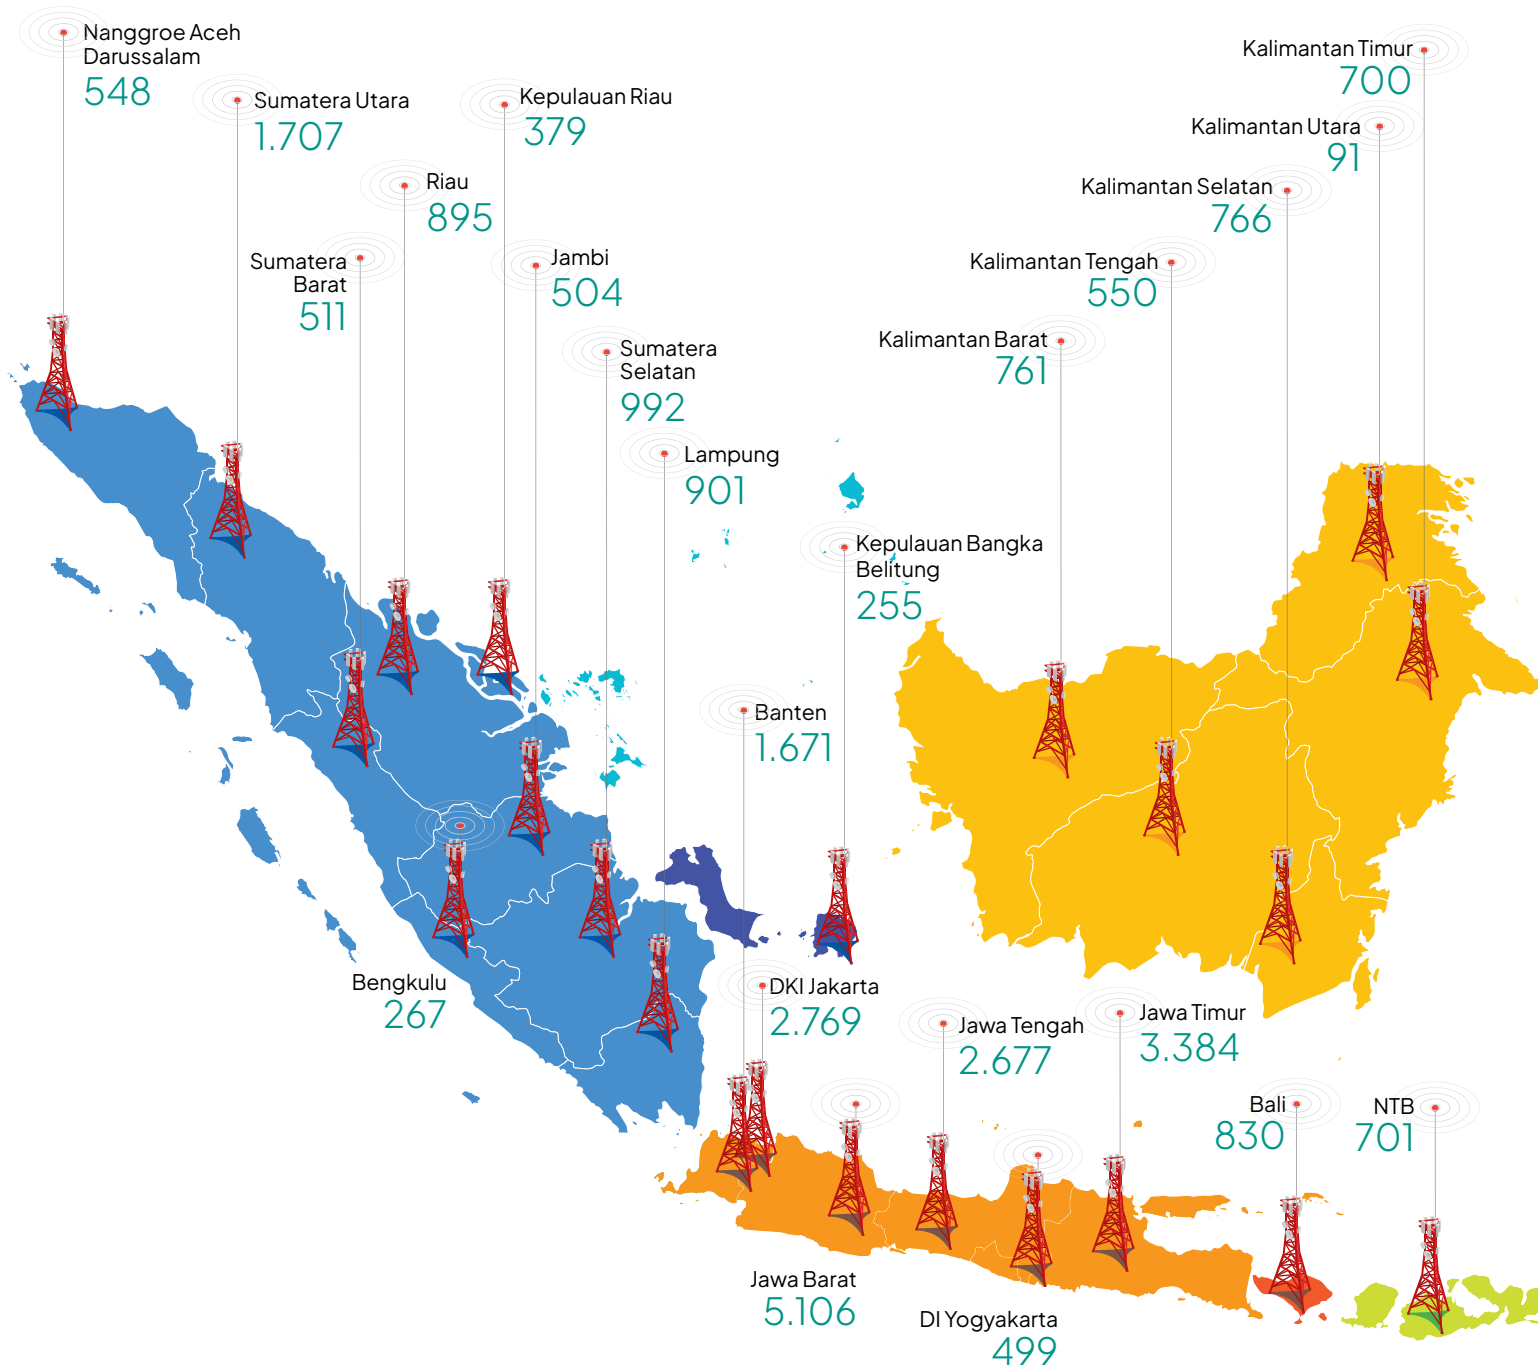 Nanggroe Aceh
Darussalam
548
Sumatera Utara
1.707
Kepulauan Riau
379
Riau
895
Sumatera
Barat
511
Jambi
504
Sumatera
Selatan
992
Lampung
901
Kepulauan Bangka
Belitung
255
Kalimantan Timur
700
Kalimantan Utara
91
Kalimantan Selatan
766
Kalimantan Tengah
550
Kalimantan Barat
761
Banten
1.671
Bengkulu
267
DKI Jakarta
2.769
Jawa Tengah
2.677
Jawa Timur
3.384
Bali
830
NTB
701
Jawa Barat
5.106
DI Yogyakarta
499